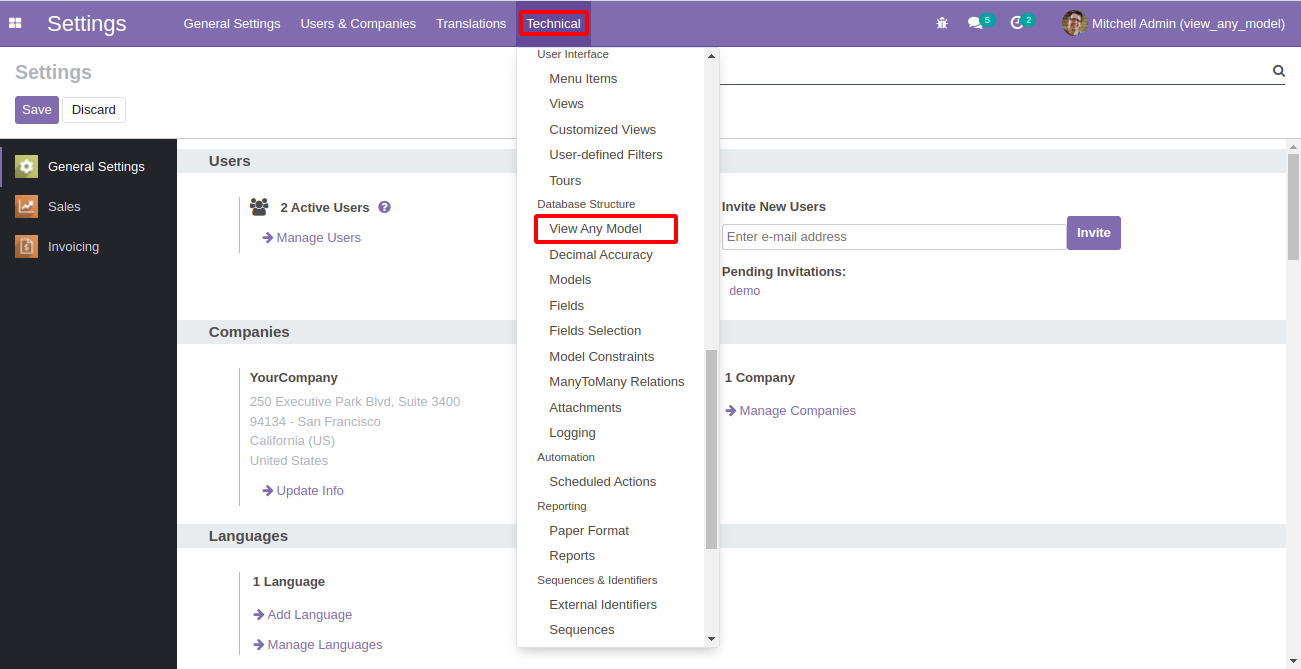 Settings
General Settings
Users & Companies
Translations
Technical
5
2
Mitchell Admin (view_any_model)
Settings
Save
Discard
General Settings
Sales
Invoicing
User Interface
Menu Items
Views
Customized Views
User-defined Filters
Tours
Database Structure
View Any Model
Decimal Accuracy
Models
Fields
Fields Selection
Model Constraints
ManyToMany Relations
Attachments
Logging
Automation
Scheduled Actions
Reporting
Paper Format
Reports
Sequences & Identifiers
External Identifiers
Sequences
Users
2 Active Users
Manage Users
Invite New Users
Enter e-mail address
Invite
Pending Invitations:
demo
Companies
YourCompany
250 Executive Park Blvd, Suite 3400
94134 - San Francisco
California (US)
United States
Update Info
1 Company
Manage Companies
Languages
1 Language
Add Language
Manage Languages